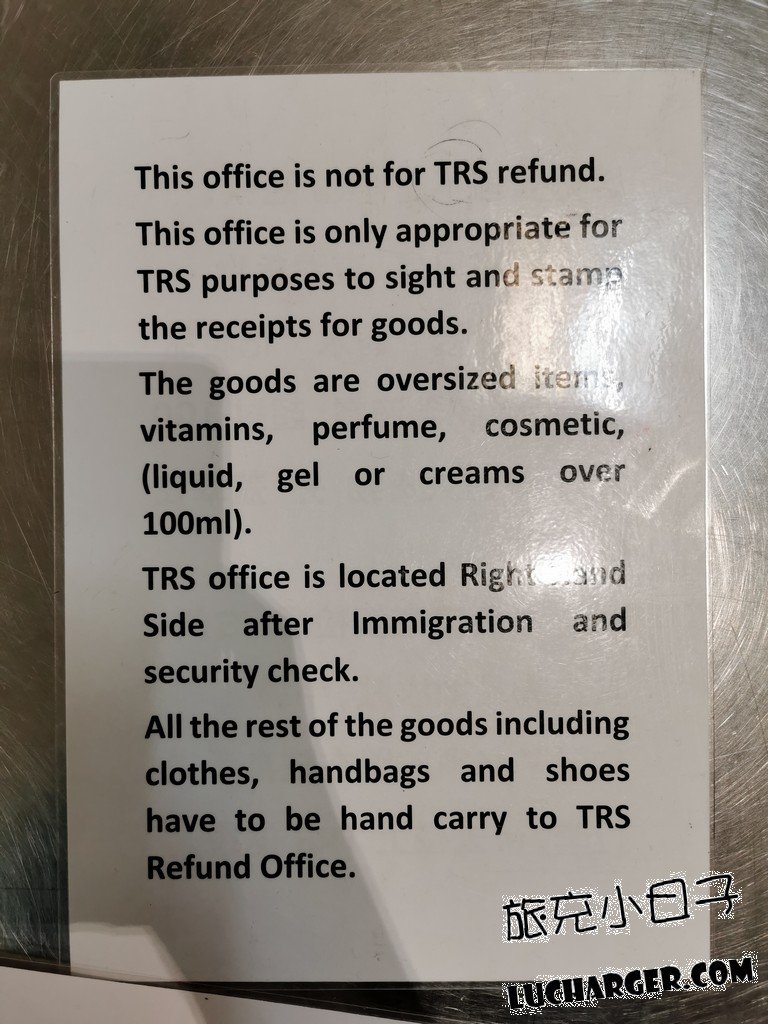 This office is not for TRS refund.
This office is only appropriate for
TRS purposes to sight and stamp
the receipts for goods.
The goods are oversized items,
vitamins, perfume, cosmetic,
(liquid, gel or creams over
100ml).
TRS office is located Right Hand
Side after Immigration and
security check.
All the rest of the goods including
clothes, handbags and shoes
have to be hand carry to TRS
Refund Office.
旅充小日子
LUCHARGER.COM